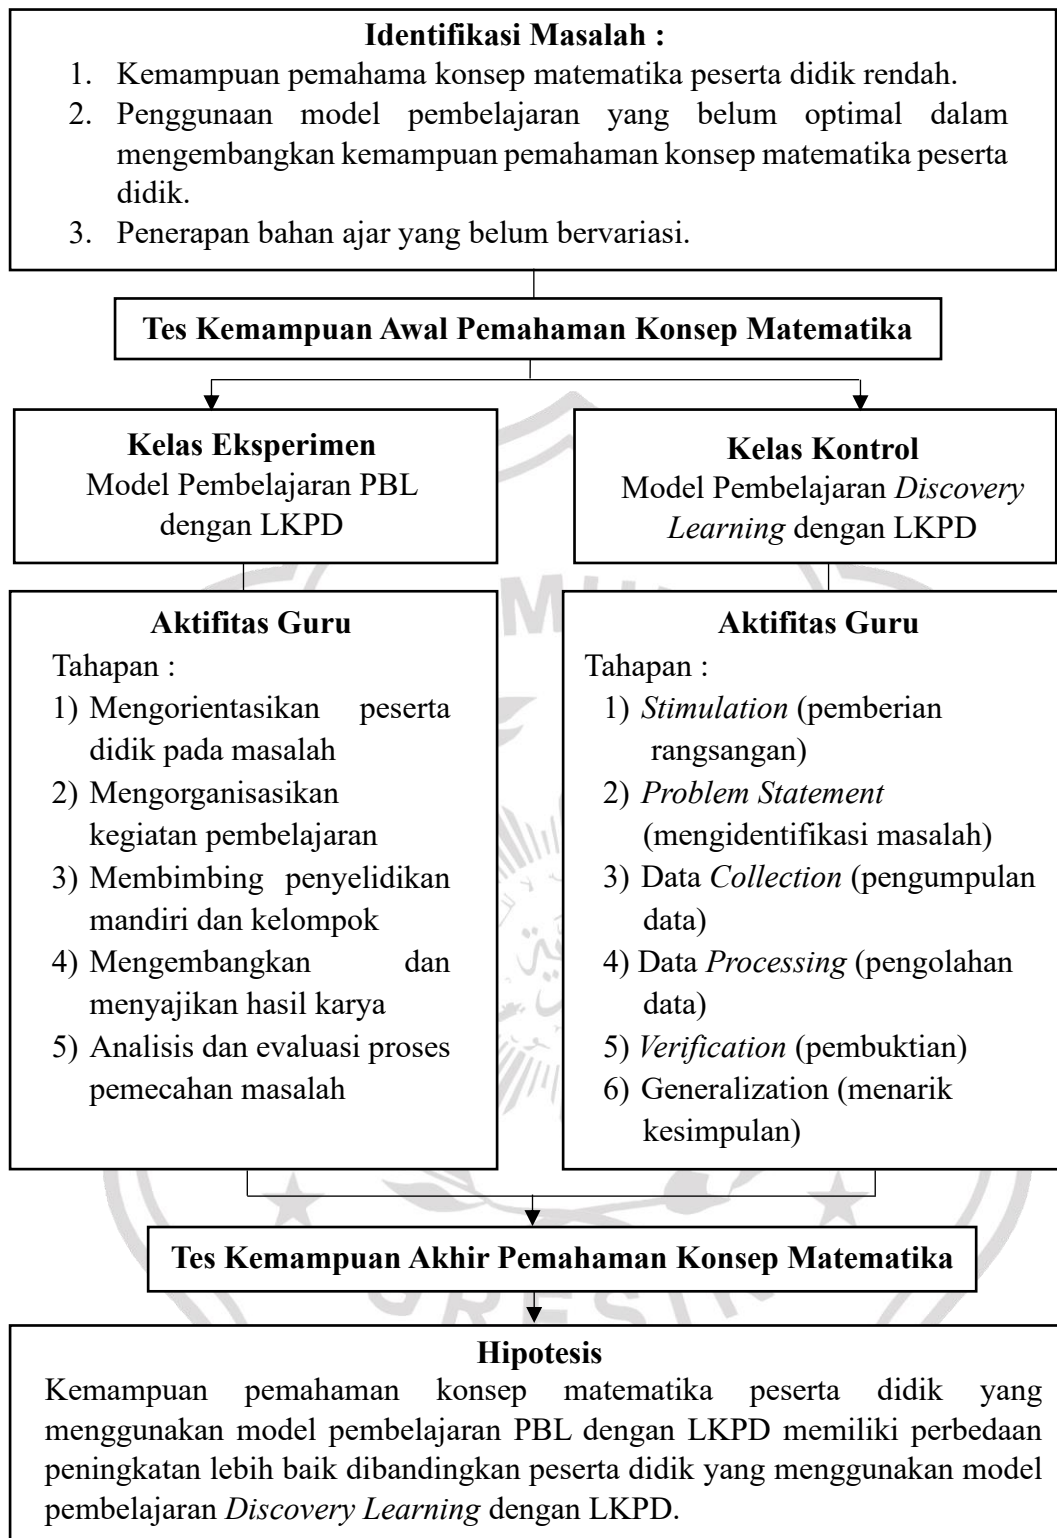 Identifikasi Masalah :
1. Kemampuan pemahama konsep matematika peserta didik rendah.
2. Penggunaan model pembelajaran yang belum optimal dalam
mengembangkan kemampuan pemahaman konsep matematika peserta
didik.
3. Penerapan bahan ajar yang belum bervariasi.
Tes Kemampuan Awal Pemahaman Konsep Matematika
Kelas Eksperimen
Model Pembelajaran PBL
dengan LKPD
Kelas Kontrol
Model Pembelajaran Discovery
Learning dengan LKPD
Aktifitas Guru
Tahapan :
1) Mengorientasikan peserta
didik pada masalah
2) Mengorganisasikan
kegiatan pembelajaran
3) Membimbing penyelidikan
mandiri dan kelompok
4) Mengembangkan dan
menyajikan hasil karya
5) Analisis dan evaluasi proses
pemecahan masalah
Aktifitas Guru
Tahapan :
1) Stimulation (pemberian
rangsangan)
2) Problem Statement
(mengidentifikasi masalah)
3) Data Collection (pengumpulan
data)
4) Data Processing (pengolahan
data)
5) Verification (pembuktian)
6) Generalization (menarik
kesimpulan)
Tes Kemampuan Akhir Pemahaman Konsep Matematika
Hipotesis
Kemampuan pemahaman konsep matematika peserta didik yang
menggunakan model pembelajaran PBL dengan LKPD memiliki perbedaan
peningkatan lebih baik dibandingkan peserta didik yang menggunakan model
pembelajaran Discovery Learning dengan LKPD.